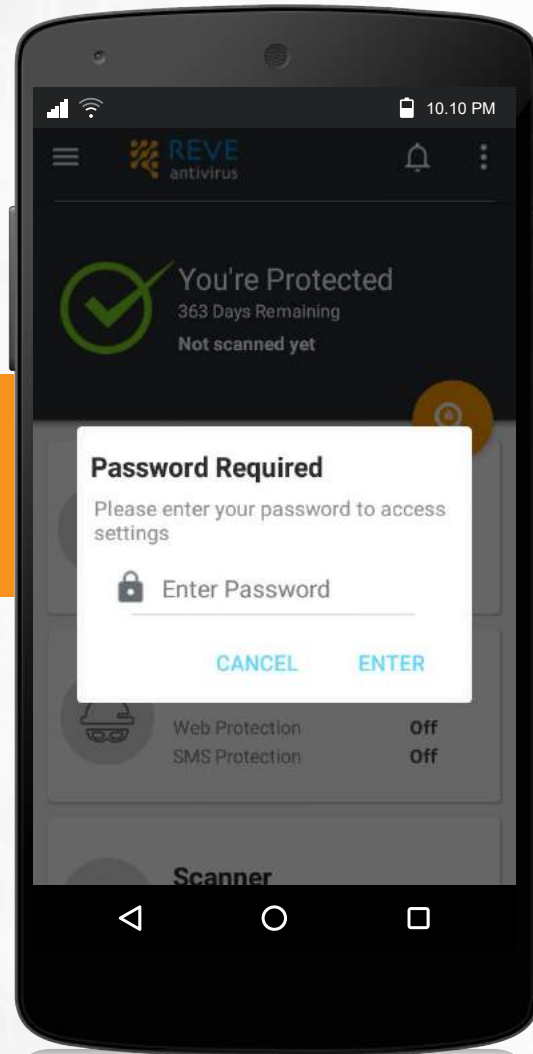 10.10 PM
REVE
antivirus
You're Protected
363 Days Remaining
Not scanned yet
Password Required
Please enter your password to access
settings
Enter Password
CANCEL ENTER
Web Protection Off
SMS Protection Off
Scanner